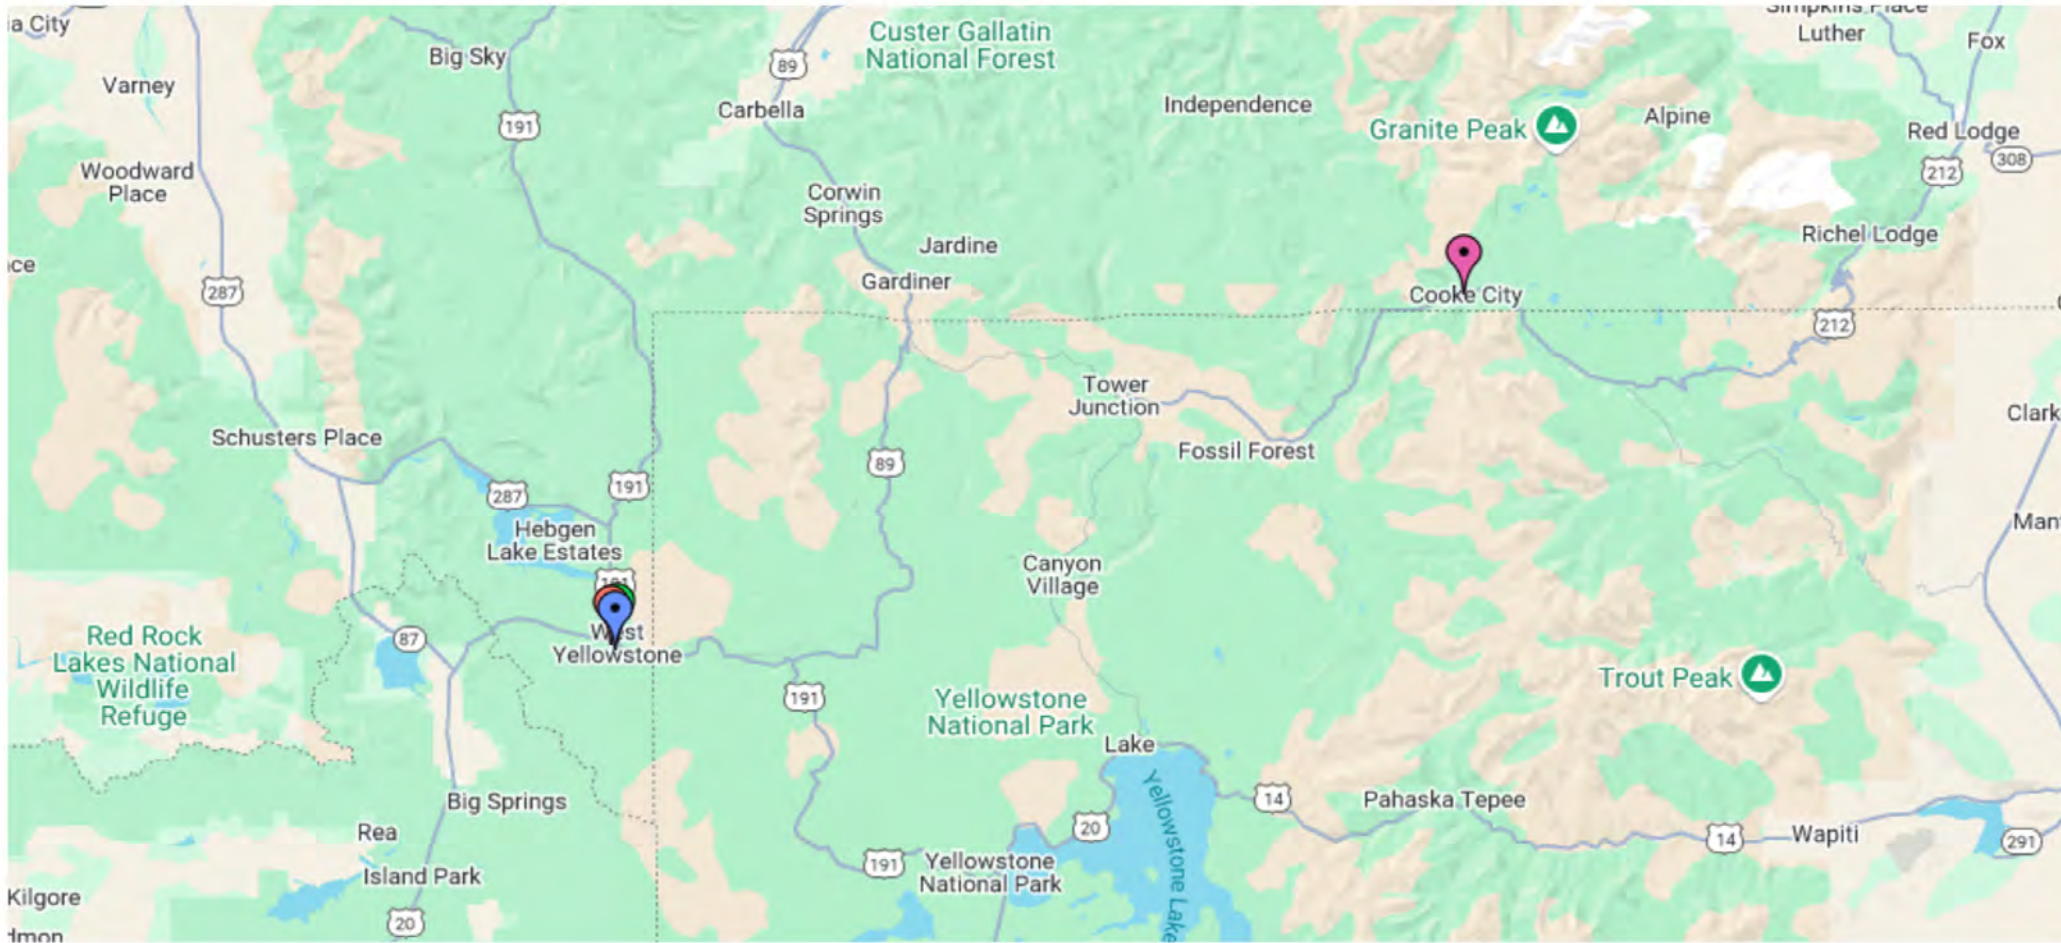 ia City
Simpkins Place
Luther
Fox
Big Sky
Custer Gallatin
National Forest
89
Varney
Carbella
Independence
Granite Peak
Alpine
191
Red Lodge
308
212
Woodward
Place
Corwin
Springs
Richel Lodge
Jardine
Gardiner
287
Cooke City
212
Tower
Junction
Clark
Schusters Place
Fossil Forest
89
191
287
Hebgen
Lake Estates
191
Canyon
Village
87
West
Yellowstone
Red Rock
Lakes National
Wildlife
Refuge
Trout Peak
191
Yellowstone
National Park
Lake
Yellowstone Lake
Big Springs
14
Pahaska Tepee
20
Rea
14
Wapiti
291
191
Yellowstone
National Park
Island Park
Kilgore
20